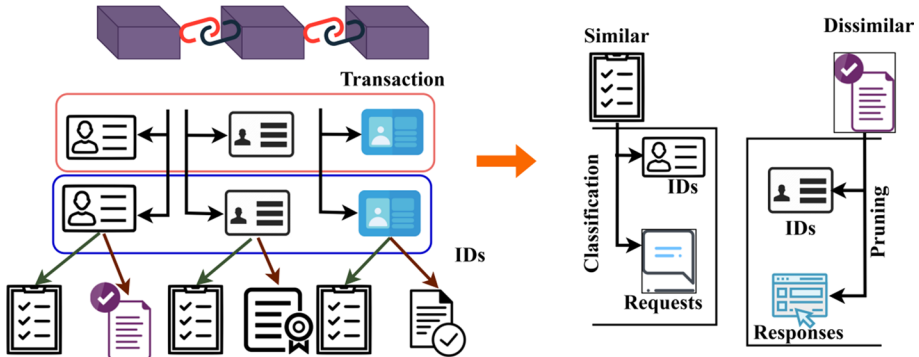 Transaction
IDs
Similar
Classification
IDs
Requests
Dissimilar
IDs
Pruning
Responses